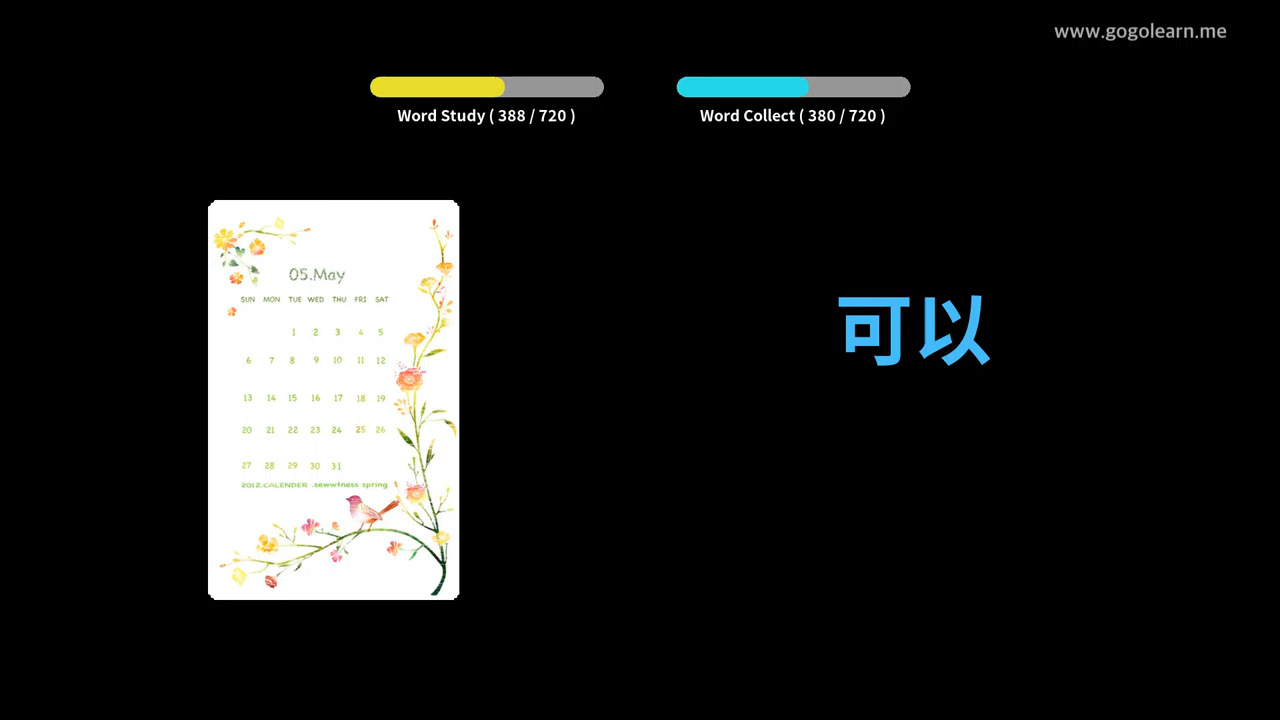 www.gogolearn.me
Word Study ( 388 / 720 )
Word Collect ( 380 / 720 )
05.May
SUN MON TUE WED THU FRI SAT
1 2 3 4 5
6 7 8 9 10 11 12
13 14 15 16 17 18 19
20 21 22 23 24 25 26
27 28 29 30 31
2012.CALENDER .sewwtness spring
可以